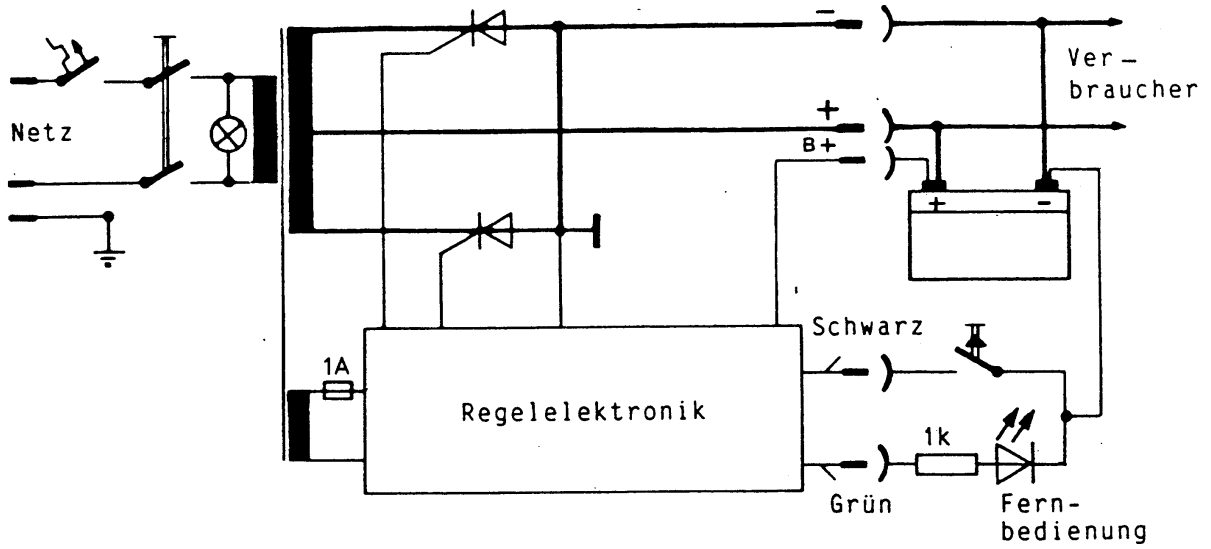 −
Ver-
braucher
Netz
+
B+
+ −
Schwarz
1A
Regelelektronik
1k
Grün
Fern-
bedienung